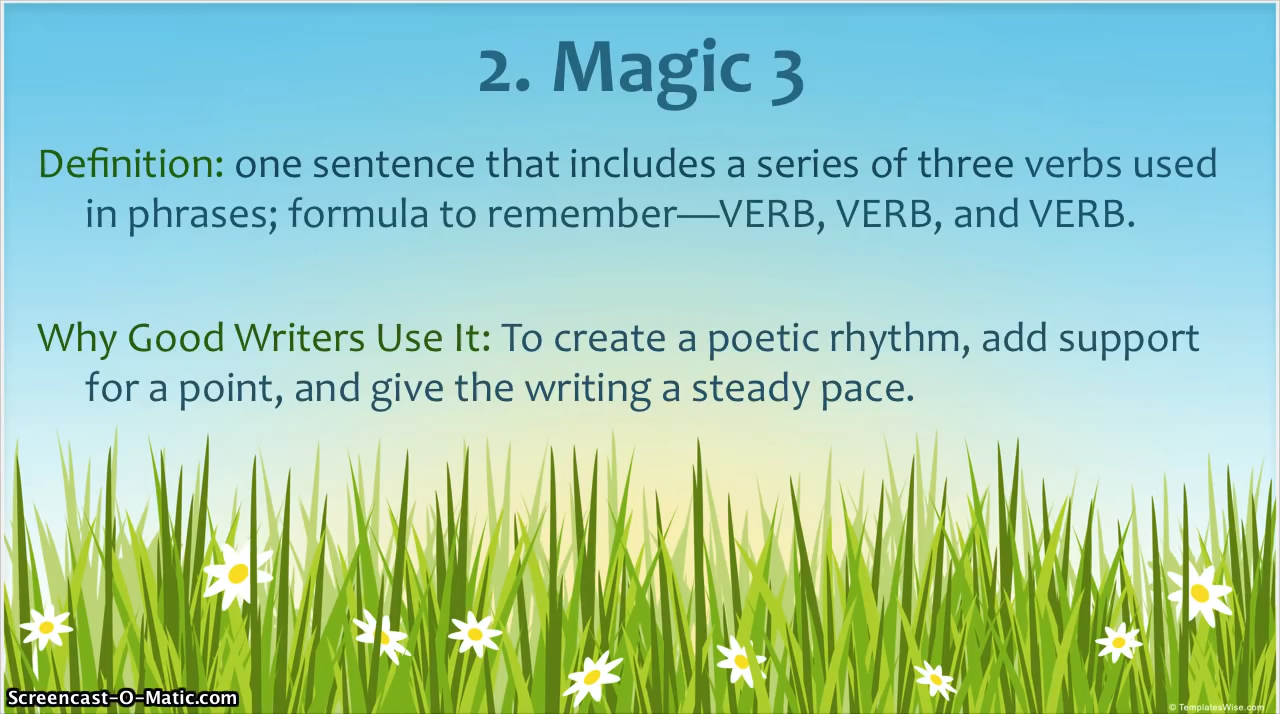 2. Magic 3
Definition: one sentence that includes a series of three verbs used
in phrases; formula to remember—VERB, VERB, and VERB.
Why Good Writers Use It: To create a poetic rhythm, add support
for a point, and give the writing a steady pace.
Screencast-O-Matic.com
© TemplatesWise.com